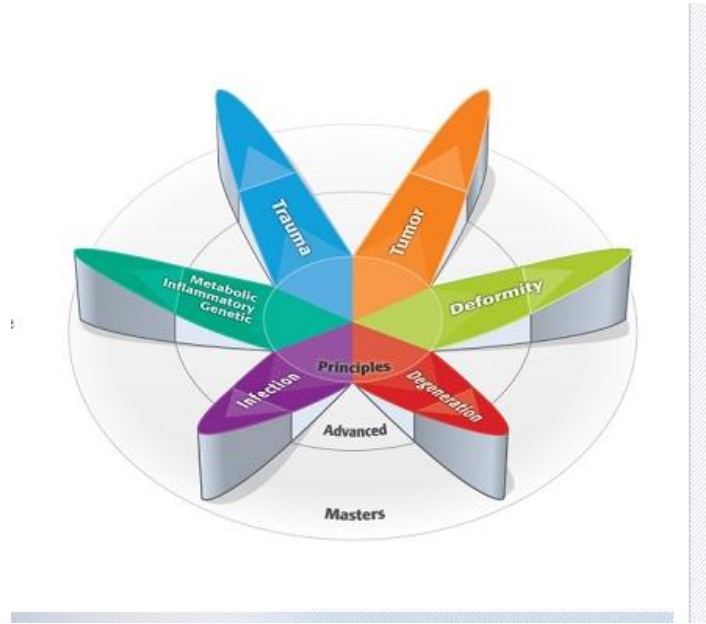 Trauma
Tumor
Metabolic
Inflammatory
Genetic
Deformity
Principles
Infection
Degeneration
Advanced
Masters